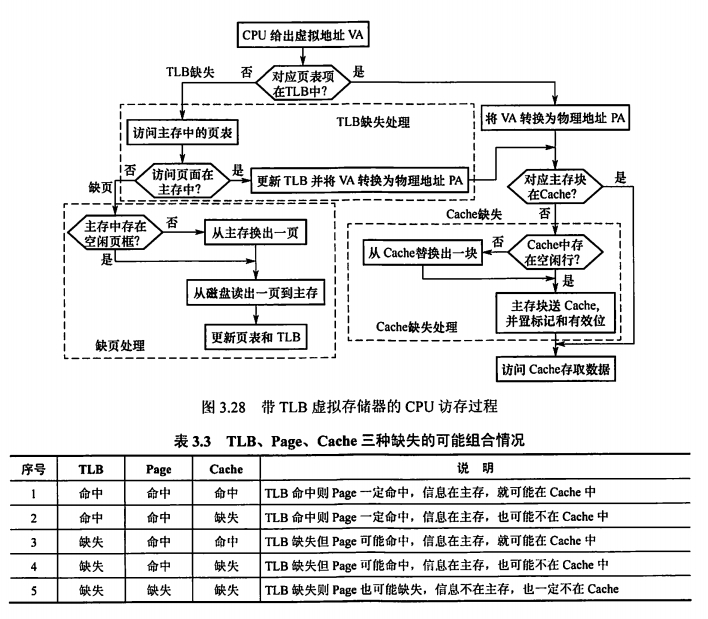 CPU 给出虚拟地址 VA
TLB缺失
否
对应页表项
在TLB中?
是
访问主存中的页表
TLB缺失处理
将 VA 转换为物理地址 PA
缺页
否
访问页面在
主存中?
是
更新 TLB 并将 VA 转换为物理地址 PA
对应主存块
在Cache?
是
Cache缺失
否
主存中存在
空闲页框?
否
从主存换出一页
是
从 Cache替换出一块
否
Cache中存
在空闲行?
是
从磁盘读出一页到主存
主存块送 Cache,
并置标记和有效位
Cache缺失处理
更新页表和 TLB
缺页处理
访问 Cache存取数据
图 3.28 带 TLB 虚拟存储器的 CPU 访存过程
表 3.3 TLB、Page、Cache 三种缺失的可能组合情况
序号 TLB Page Cache 说 明
1 命中 命中 命中 TLB 命中则 Page 一定命中，信息在主存，就可能在 Cache 中
2 命中 命中 缺失 TLB 命中则 Page 一定命中，信息在主存，也可能不在 Cache 中
3 缺失 命中 命中 TLB 缺失但 Page 可能命中，信息在主存，就可能在 Cache 中
4 缺失 命中 缺失 TLB 缺失但 Page 可能命中，信息在主存，也可能不在 Cache 中
5 缺失 缺失 缺失 TLB 缺失则 Page 也可能缺失，信息不在主存，也一定不在 Cache